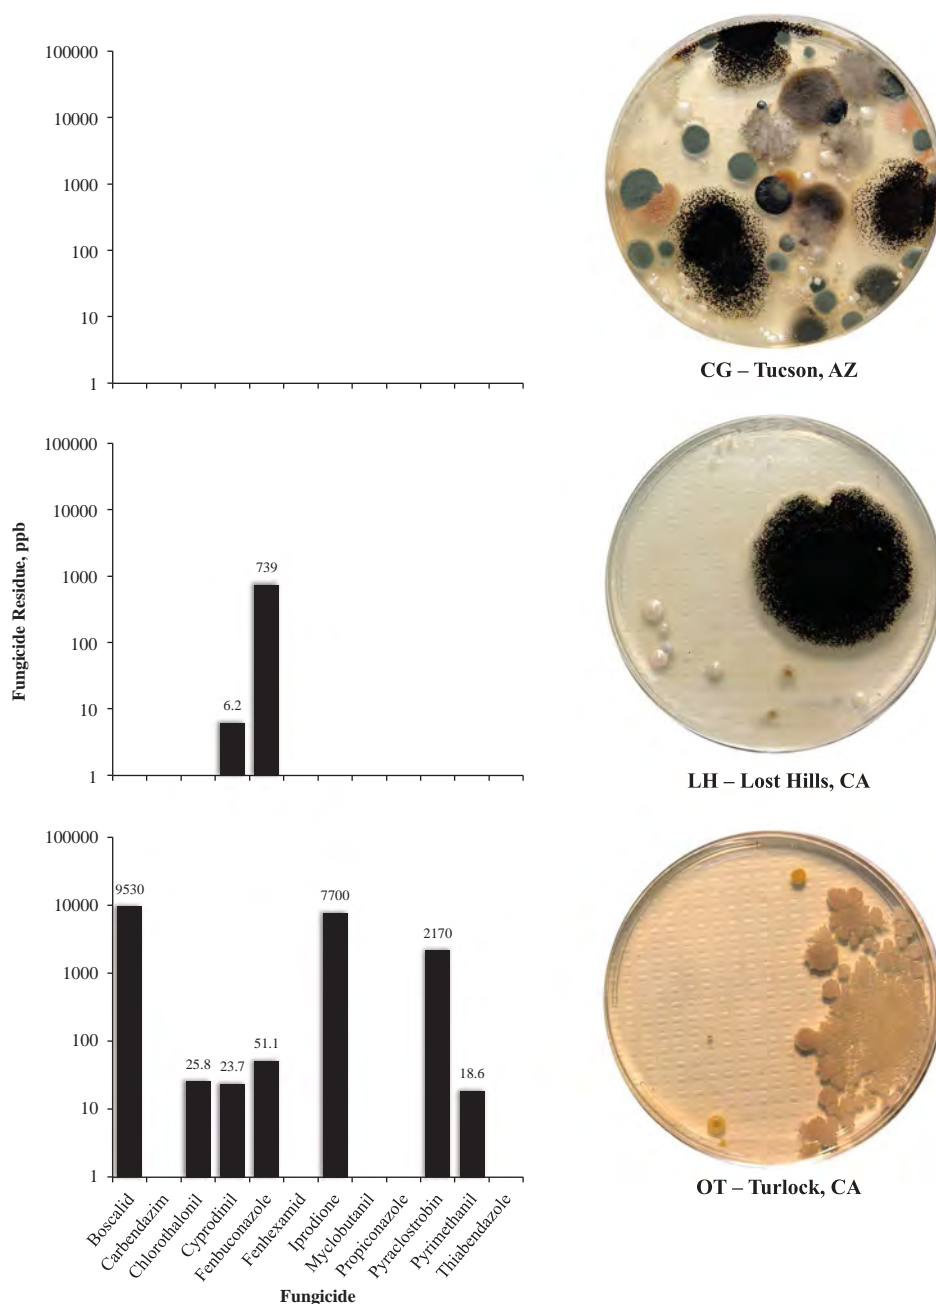 100000
10000
1000
100
10
1
CG – Tucson, AZ
Fungicide Residue, ppb
100000
10000
1000
100
10
1
739
6.2
LH – Lost Hills, CA
100000
10000
1000
100
10
1
9530
25.8
23.7
51.1
7700
2170
18.6
OT – Turlock, CA
Boscalid
Carbendazim
Chlorothalonil
Cyprodinil
Fenbuconazole
Fenhexamid
Iprodione
Myclobutanil
Propiconazole
Pyraclostrobin
Pyrimethanil
Thiabendazole
Fungicide